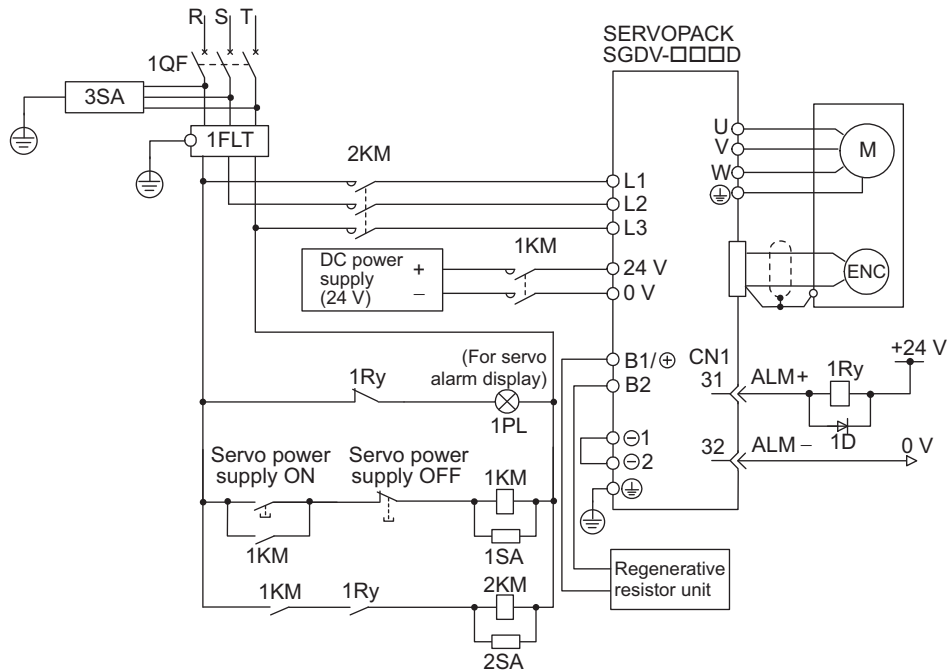 R S T
1QF
3SA
1FLT
2KM
SERVOPACK
SGDV-□□□D
U
V
W
M
L1
L2
L3
1KM
DC power
supply
(24 V)
+
−
24 V
0 V
ENC
(For servo
alarm display)
1Ry
1PL
B1/⊕
B2
CN1
31
ALM+
1Ry
+24 V
1D
32
ALM −
0 V
⊖1
⊖2
Servo power
supply ON
Servo power
supply OFF
1KM
1KM
1SA
1KM
1Ry
2KM
2SA
Regenerative
resistor unit